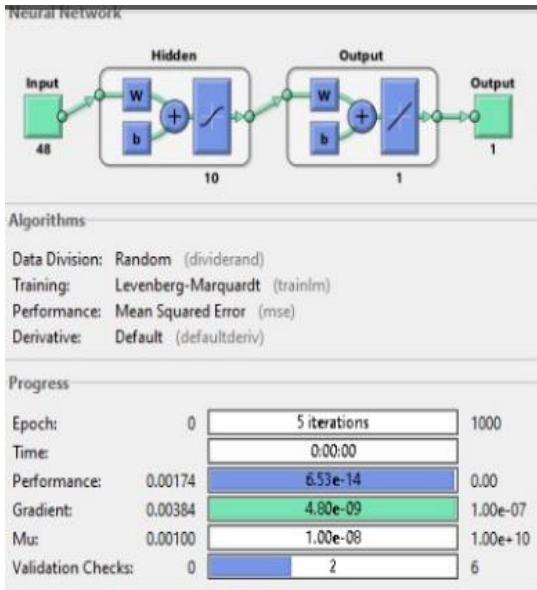 Neural Network
Hidden Output
Input Output
W + W +
b b
48 10 1 1
Algorithms
Data Division: Random (dividerand)
Training: Levenberg-Marquardt (trainlm)
Performance: Mean Squared Error (mse)
Derivative: Default (defaultderiv)
Progress
Epoch: 0 5 iterations 1000
Time: 0:00:00
Performance: 0.00174 6.53e-14 0.00
Gradient: 0.00384 4.80e-09 1.00e-07
Mu: 0.00100 1.00e-08 1.00e+10
Validation Checks: 0 2 6